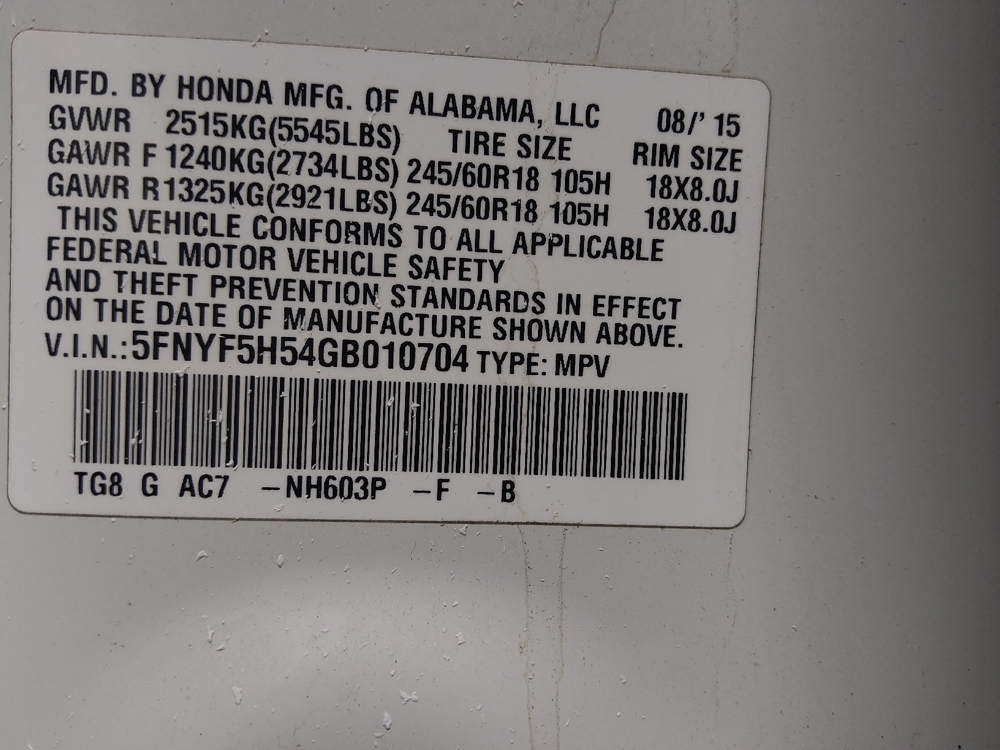 MFD. BY HONDA MFG. OF ALABAMA, LLC 08/' 15
GVWR 2515KG(5545LBS) TIRE SIZE RIM SIZE
GAWR F 1240KG(2734LBS) 245/60R18 105H 18X8.0J
GAWR R1325KG(2921LBS) 245/60R18 105H 18X8.0J
THIS VEHICLE CONFORMS TO ALL APPLICABLE
FEDERAL MOTOR VEHICLE SAFETY
AND THEFT PREVENTION STANDARDS IN EFFECT
ON THE DATE OF MANUFACTURE SHOWN ABOVE.
V.I.N.:5FNYF5H54GB010704 TYPE: MPV
TG8 G AC7 -NH603P -F -B